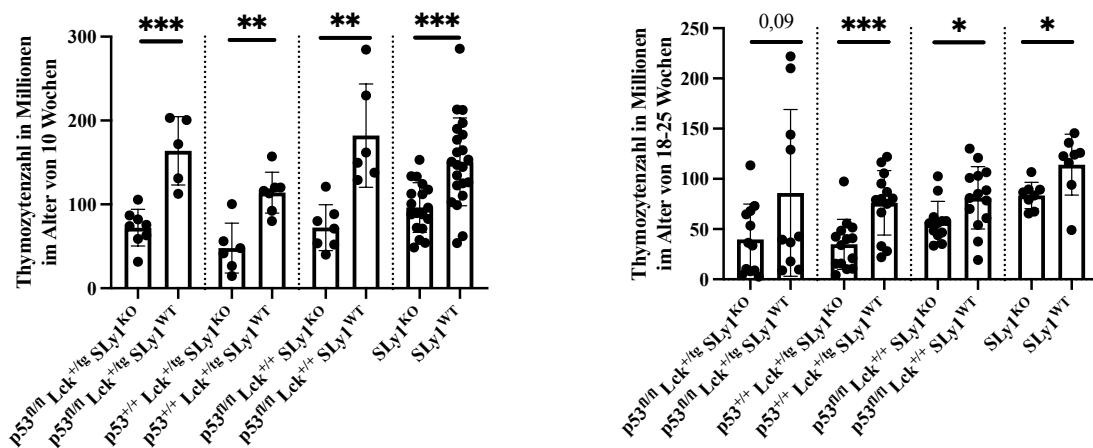 *** ** ** ***
Thymozytenzahl in Millionen
im Alter von 10 Wochen
300
200
100
0
p53fl/fl Lck+/tg SLy1KO
p53fl/fl Lck+/tg SLy1WT
p53+/+ Lck+/tg SLy1KO
p53+/+ Lck+/tg SLy1WT
p53fl/fl Lck+/+ SLy1KO
p53fl/fl Lck+/+ SLy1WT
SLy1KO
SLy1WT
0,09 *** * *
Thymozytenzahl in Millionen
im Alter von 18-25 Wochen
250
200
150
100
50
0
p53fl/fl Lck+/tg SLy1KO
p53fl/fl Lck+/tg SLy1WT
p53+/+ Lck+/tg SLy1KO
p53+/+ Lck+/tg SLy1WT
p53fl/fl Lck+/+ SLy1KO
p53fl/fl Lck+/+ SLy1WT
SLy1KO
SLy1WT